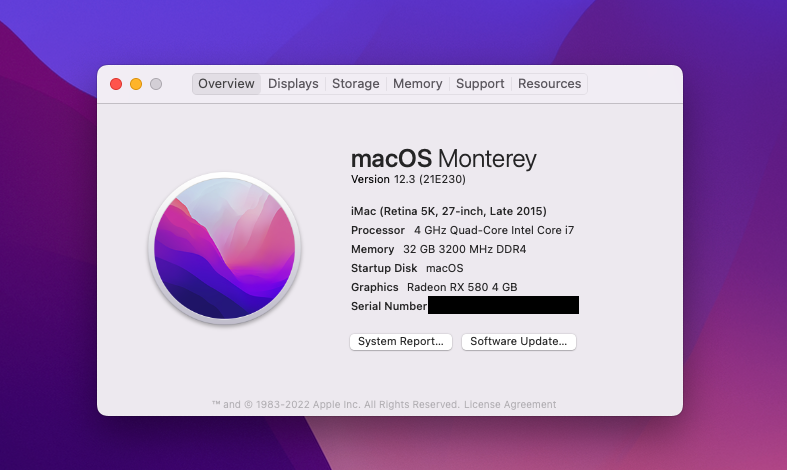 Overview Displays Storage Memory Support Resources
macOS Monterey
Version 12.3 (21E230)
iMac (Retina 5K, 27-inch, Late 2015)
Processor 4 GHz Quad-Core Intel Core i7
Memory 32 GB 3200 MHz DDR4
Startup Disk macOS
Graphics Radeon RX 580 4 GB
Serial Number
System Report... Software Update...
™ and © 1983-2022 Apple Inc. All Rights Reserved. License Agreement